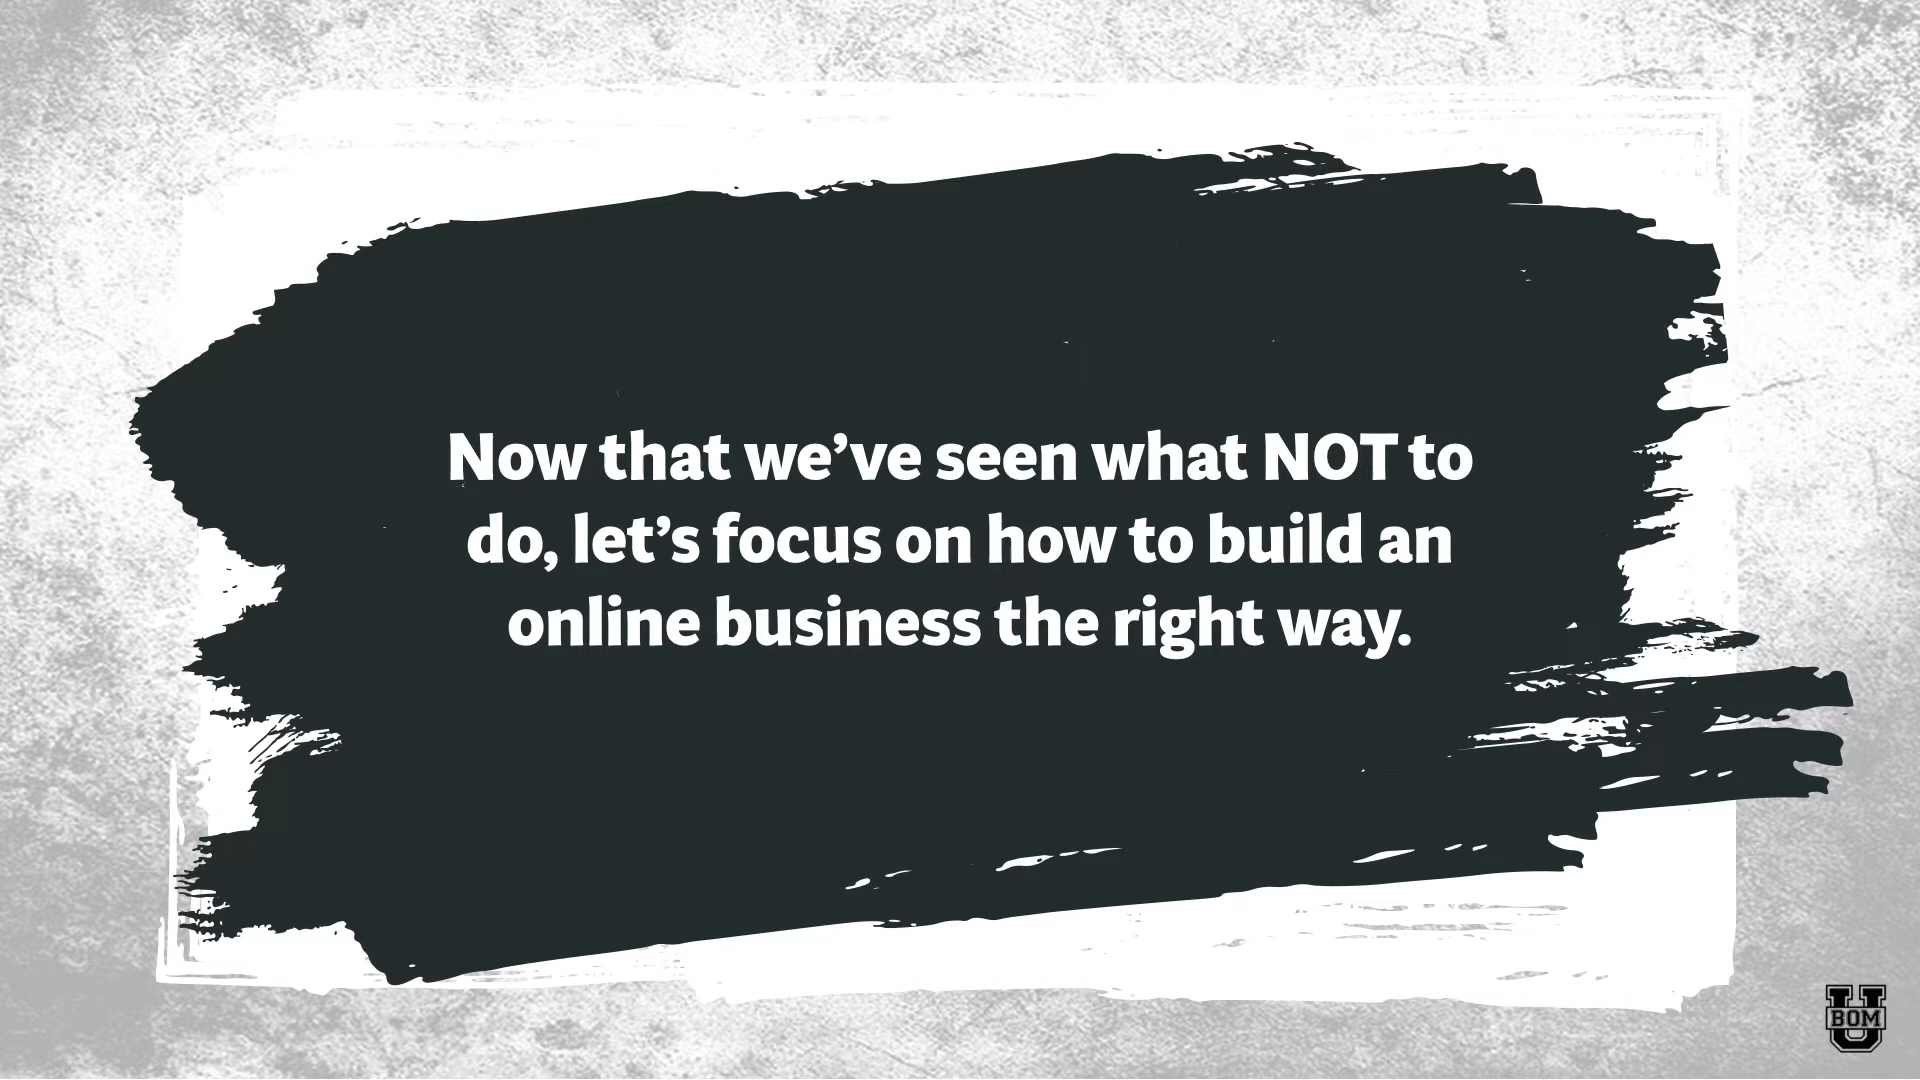 Now that we’ve seen what NOT to
do, let’s focus on how to build an
online business the right way.
U
BOM